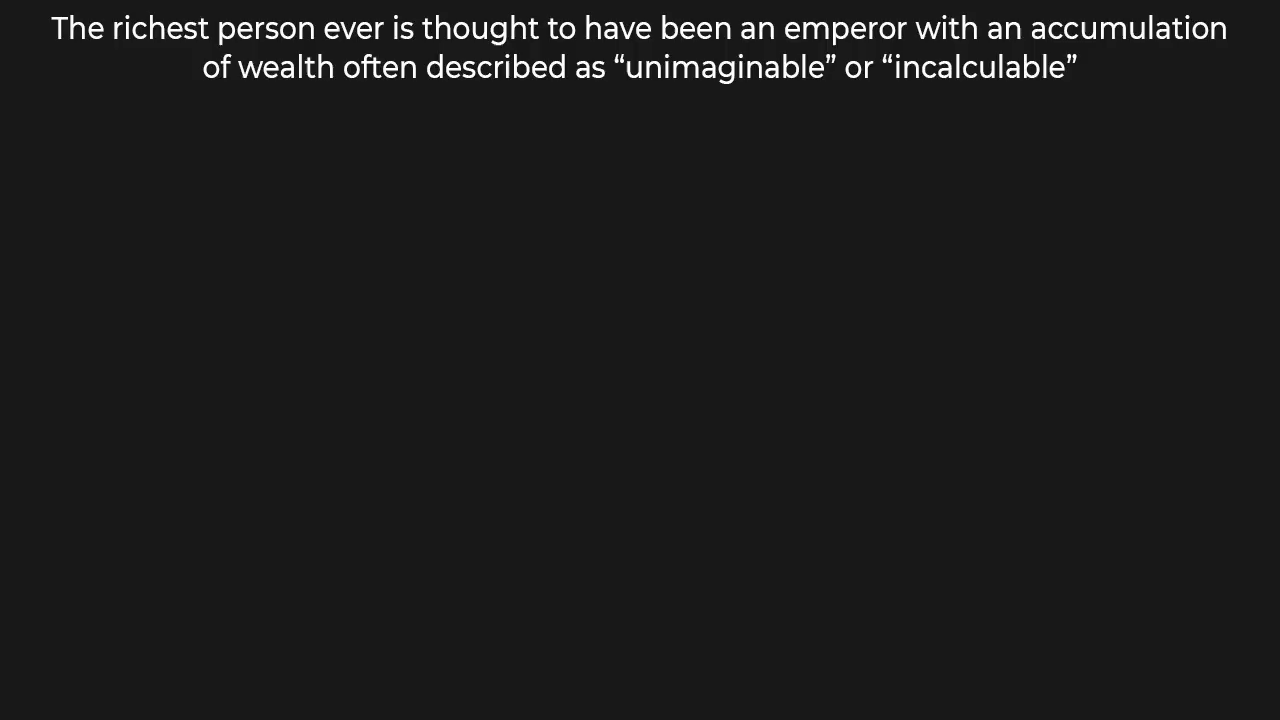 The richest person ever is thought to have been an emperor with an accumulation
of wealth often described as “unimaginable” or “incalculable”